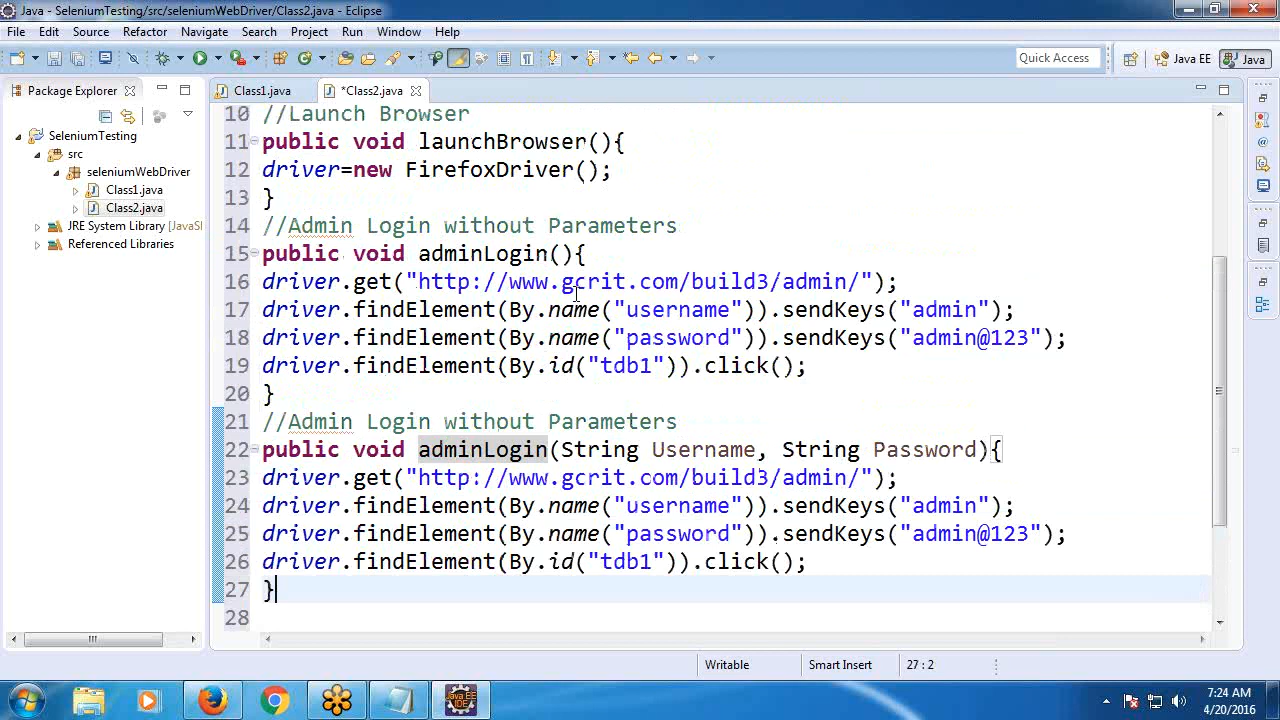 Java - SeleniumTesting/src/seleniumWebDriver/Class2.java - Eclipse
File Edit Source Refactor Navigate Search Project Run Window Help
Quick Access Java EE Java
Package Explorer
Class1.java *Class2.java
SeleniumTesting
src
seleniumWebDriver
Class1.java
Class2.java
JRE System Library [JavaSE
Referenced Libraries
10 //Launch Browser
11 public void launchBrowser(){
12 driver=new FirefoxDriver();
13 }
14 //Admin Login without Parameters
15 public void adminLogin(){
16 driver.get("http://www.gcrit.com/build3/admin/");
17 driver.findElement(By.name("username")).sendKeys("admin");
18 driver.findElement(By.name("password")).sendKeys("admin@123");
19 driver.findElement(By.id("tdb1")).click();
20 }
21 //Admin Login without Parameters
22 public void adminLogin(String Username, String Password){
23 driver.get("http://www.gcrit.com/build3/admin/");
24 driver.findElement(By.name("username")).sendKeys("admin");
25 driver.findElement(By.name("password")).sendKeys("admin@123");
26 driver.findElement(By.id("tdb1")).click();
27 }
28
Writable Smart Insert 27 : 2
Java EE
IDE
7:24 AM
4/20/2016